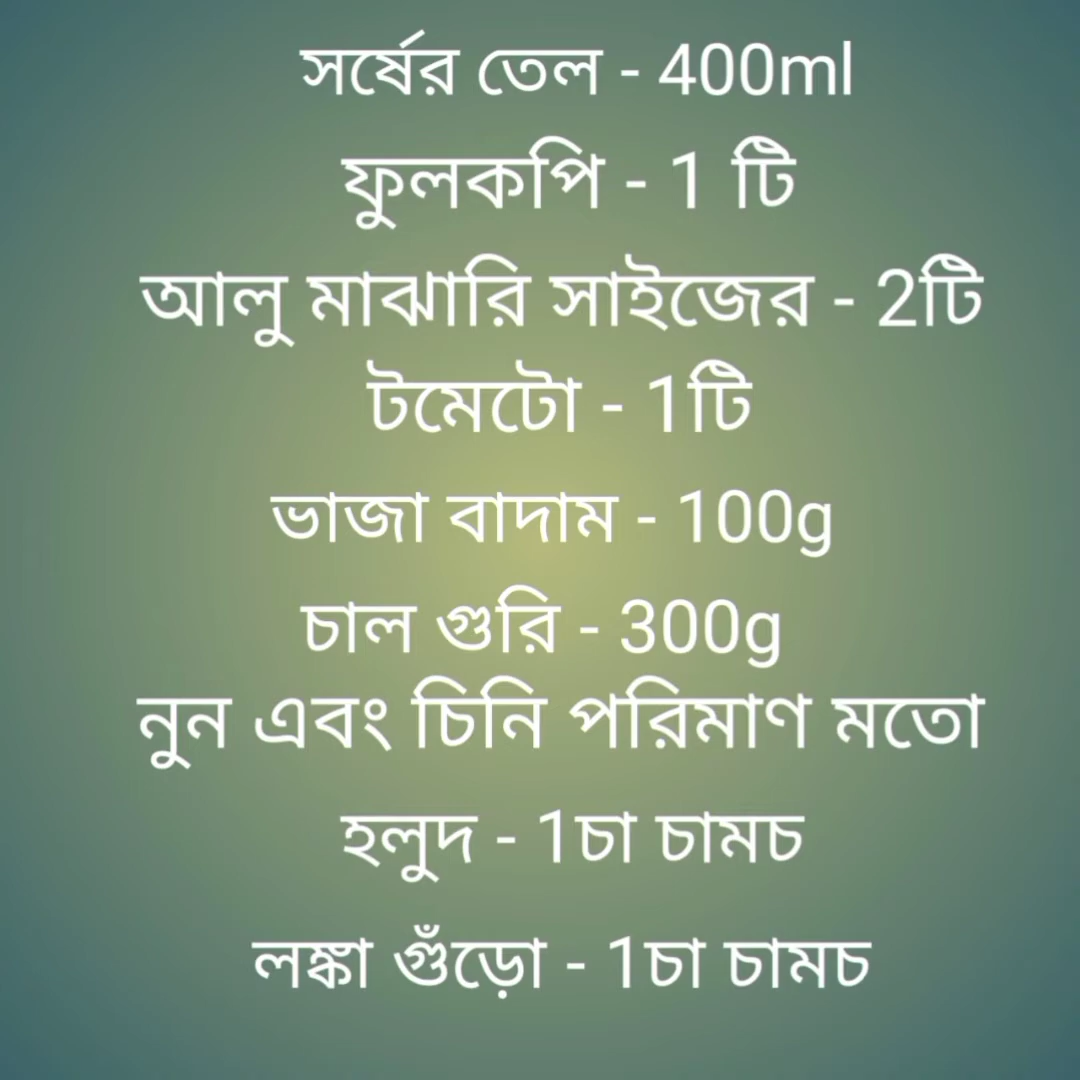 সর্ষের তেল - 400ml
ফুলকপি - 1 টি
আলু মাঝারি সাইজের - 2টি
টমেটো - 1টি
ভাজা বাদাম - 100g
চাল গুরি - 300g
নুন এবং চিনি পরিমাণ মতো
হলুদ - 1চা চামচ
লঙ্কা গুঁড়ো - 1চা চামচ